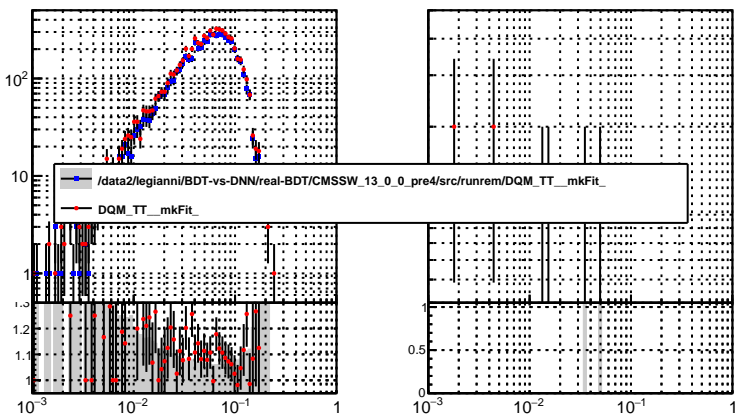 10²
10
1
/data2/legianni/BDT-vs-DNN/real-BDT/CMSSW_13_0_0_pre4/src/runrem/DQM_TT__mkFit_
DQM_TT__mkFit_
1.3
1.2
1.1
1
10⁻³ 10⁻² 10⁻¹ 1
1
0.5
0
10⁻³ 10⁻² 10⁻¹ 1